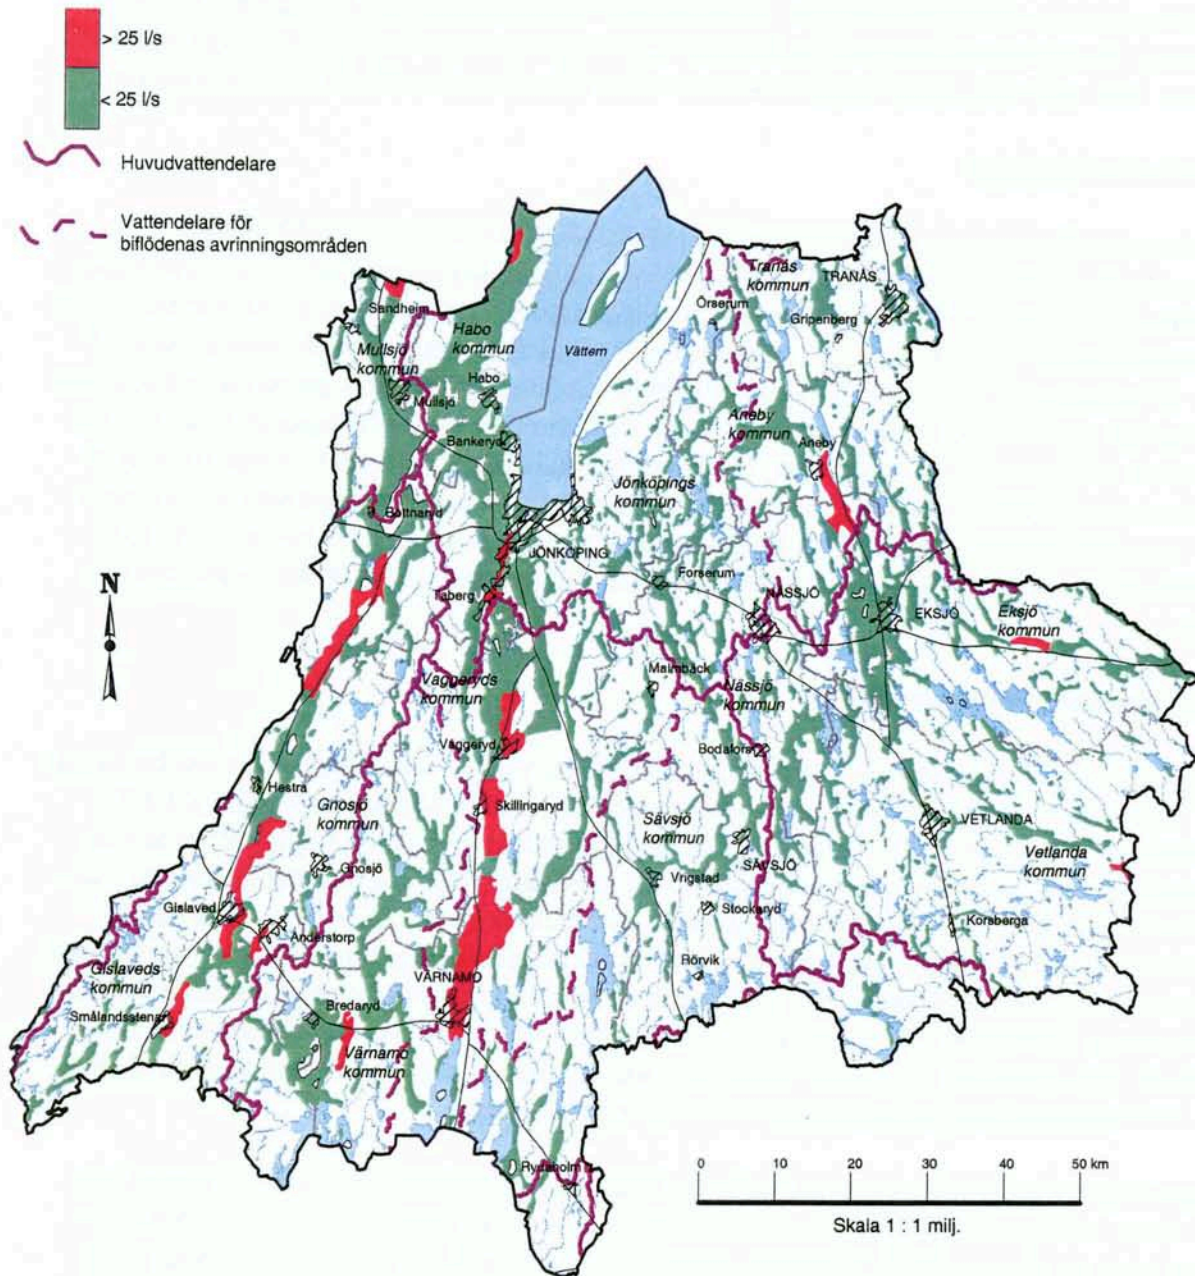 > 25 l/s
< 25 l/s
Huvudvattendelare
Vattendelare för
biflödenas avrinningsområden
Tranås
kommun
TRANÅS
Örserum
Gripenberg
Sandhem
Habo
kommun
Mullsjö
kommun
Vättern
Habo
Mullsjö
Aneby
kommun
Aneby
Bankeryd
Jönköpings
kommun
Bottnaryd
JÖNKÖPING
N
Forserum
Taberg
NÄSSJÖ
EKSJÖ
Eksjö
kommun
Malmbäck
Vaggeryds
kommun
Nässjö
kommun
Vaggeryd
Bodafors
Hestra
Gnosjö
kommun
Skillingaryd
Sävsjö
kommun
VETLANDA
SÄVSJÖ
Vetlanda
kommun
Gnosjö
Vrigstad
Gislaved
Stockaryd
Korsberga
Anderstorp
Rörvik
Gislaveds
kommun
VÄRNAMO
Bredaryd
Smålandsstenar
Värnamo
kommun
Rydaholm
0 10 20 30 40 50 km
Skala 1 : 1 milj.